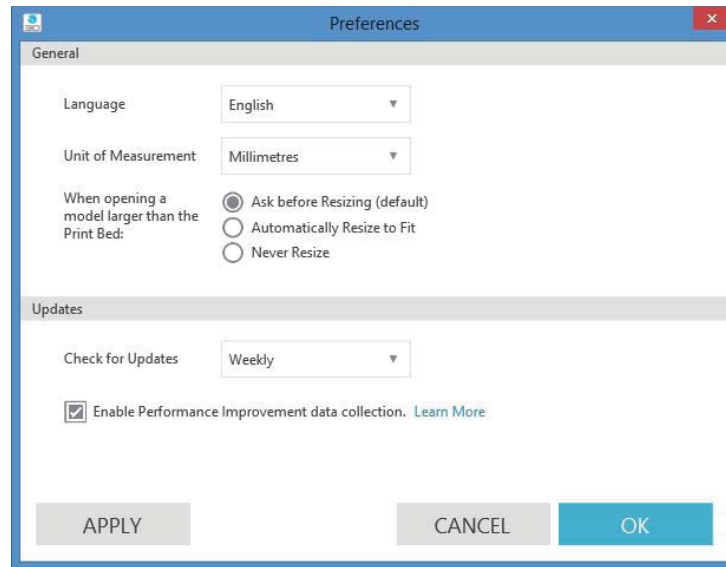 Preferences
General
Language
English
Unit of Measurement
Millimetres
When opening a
model larger than the
Print Bed:
Ask before Resizing (default)
Automatically Resize to Fit
Never Resize
Updates
Check for Updates
Weekly
Enable Performance Improvement data collection. Learn More
APPLY
CANCEL
OK